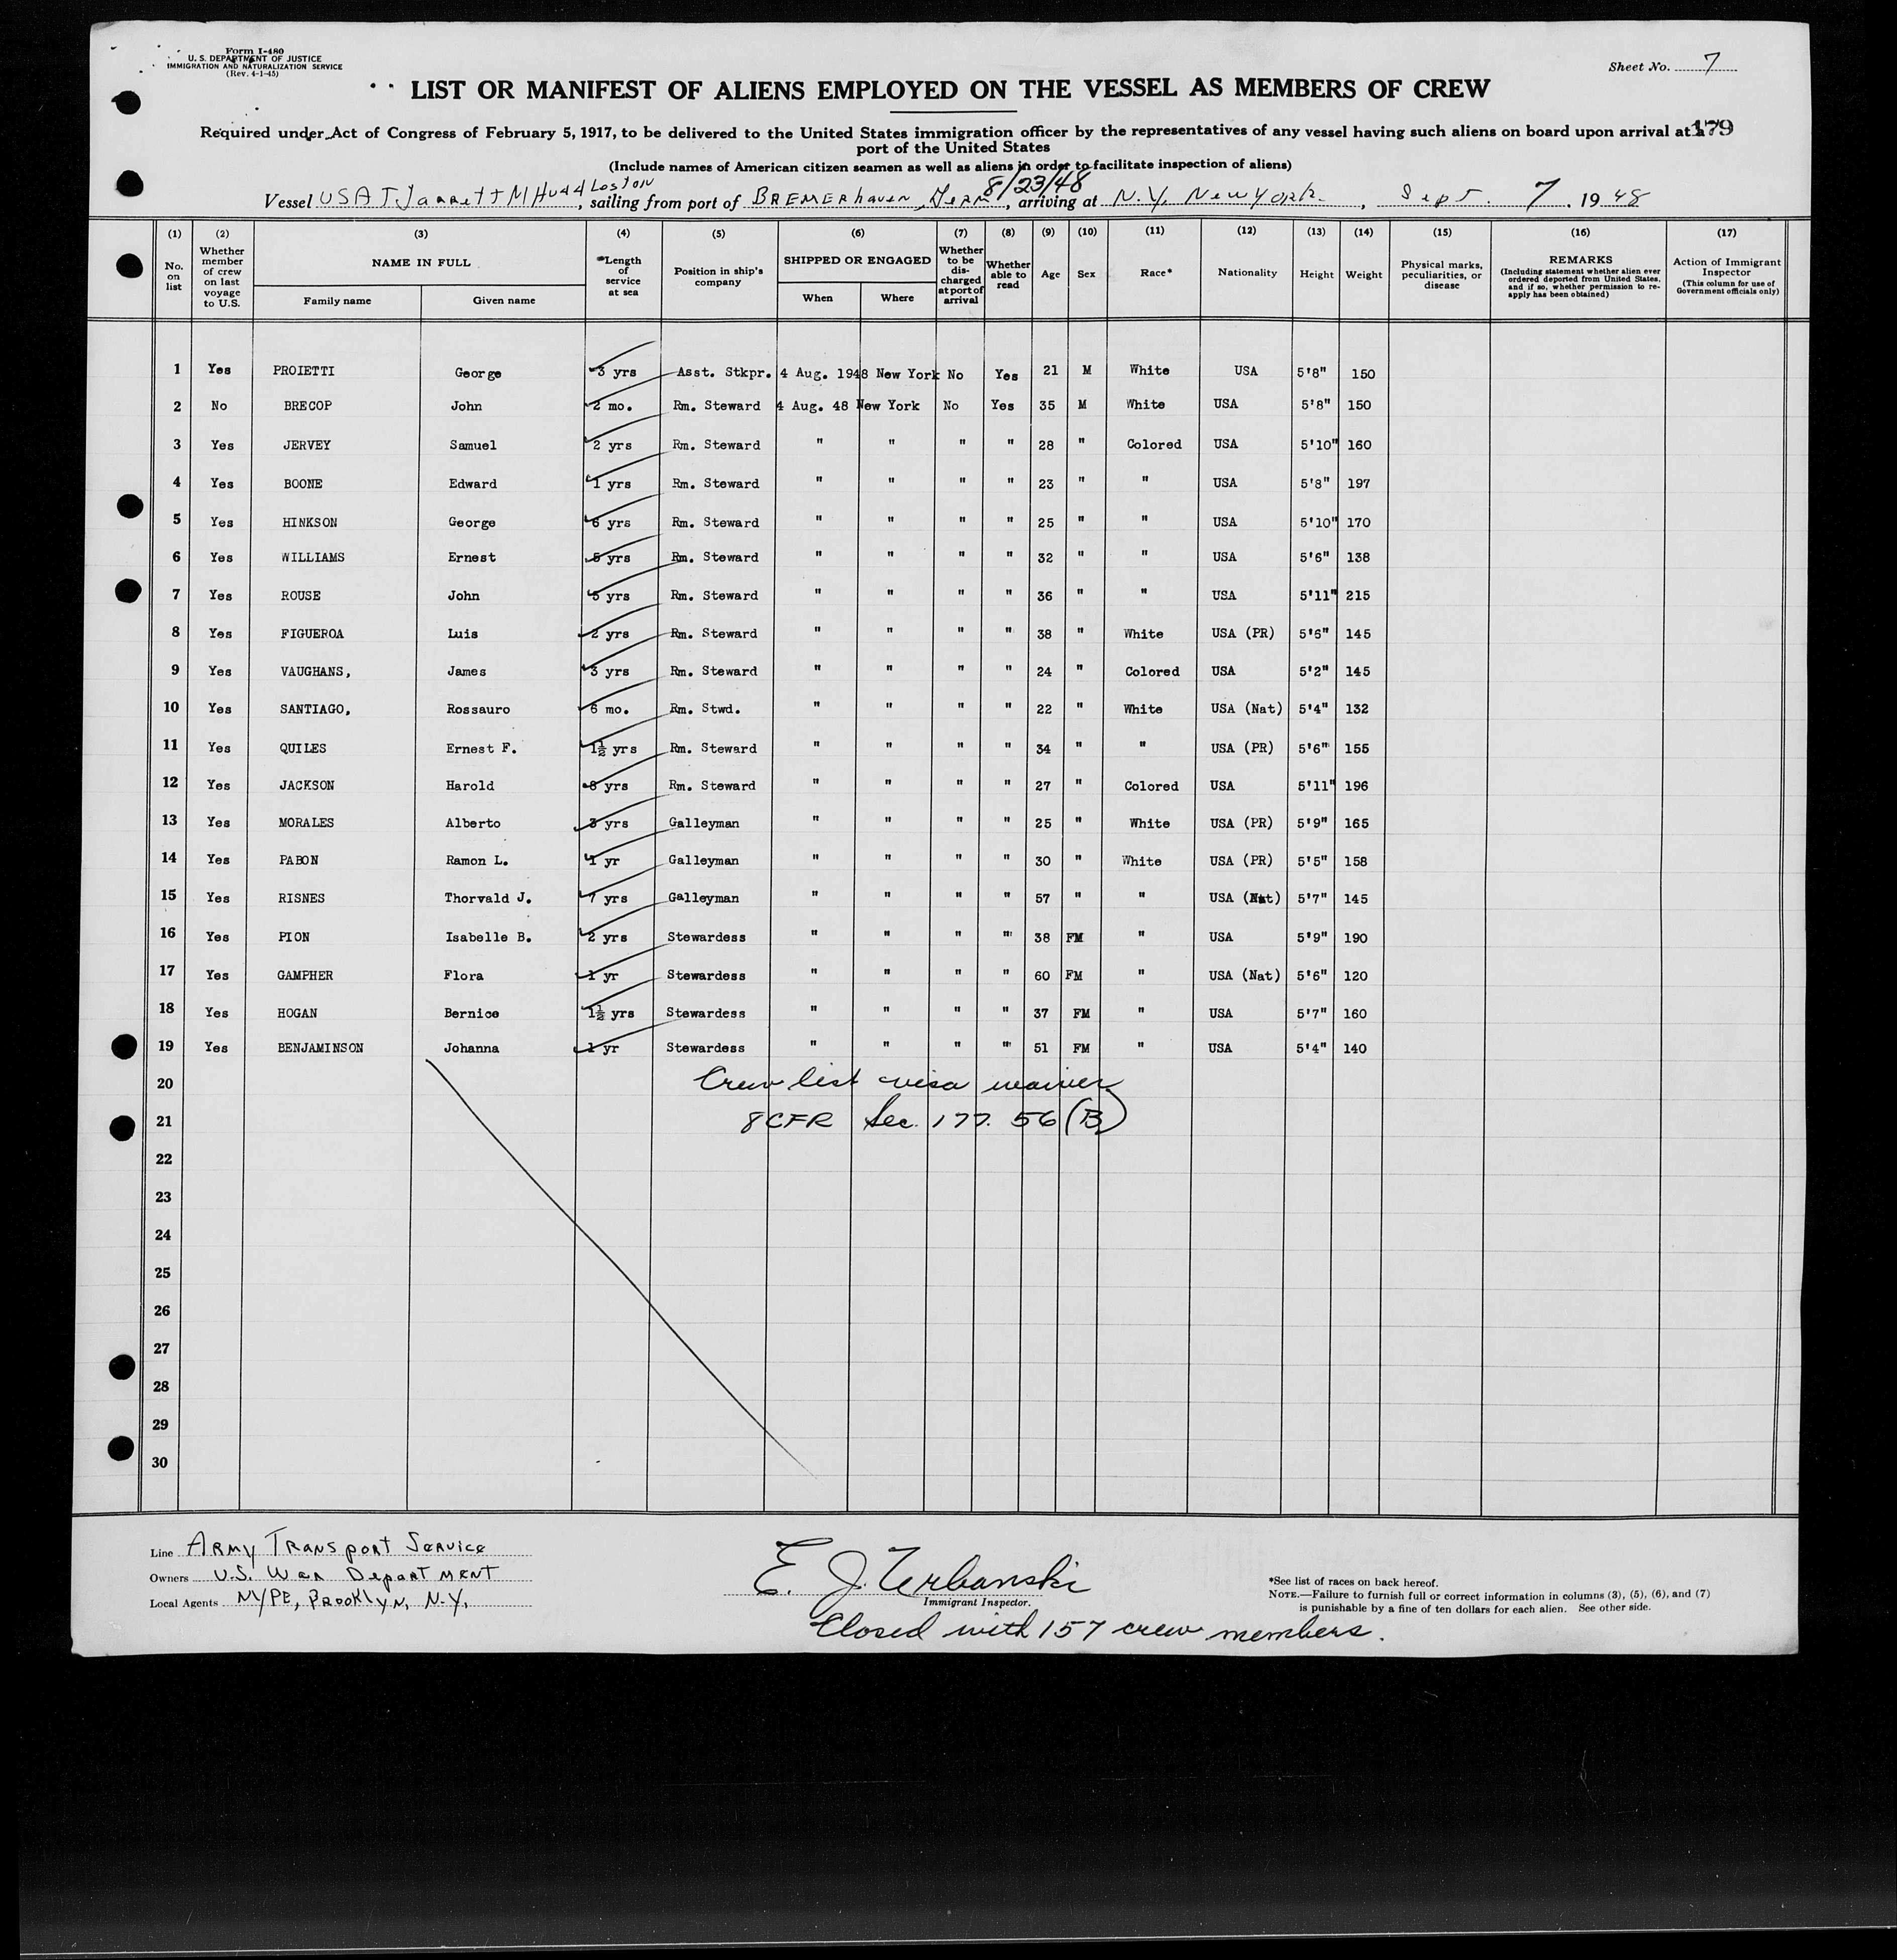 Form I-480
U. S. DEPARTMENT OF JUSTICE
IMMIGRATION AND NATURALIZATION SERVICE
(Rev. 4-1-45)
Sheet No. 7
LIST OR MANIFEST OF ALIENS EMPLOYED ON THE VESSEL AS MEMBERS OF CREW
179
Required under Act of Congress of February 5, 1917, to be delivered to the United States immigration officer by the representatives of any vessel having such aliens on board upon arrival at a
port of the United States
(Include names of American citizen seamen as well as aliens in order to facilitate inspection of aliens)
Vessel USAT Jarrett M Huddleston, sailing from port of Bremerhaven, Germ 8/23/48, arriving at N.Y. New York, Sept. 7, 1948
(1) (2) (3) (4) (5) (6) (7) (8) (9) (10) (11) (12) (13) (14) (15) (16) (17)
No. on list
Whether member of crew on last voyage to U.S.
NAME IN FULL
Family name Given name
*Length of service at sea
Position in ship's company
SHIPPED OR ENGAGED
When Where
Whether to be discharged at port of arrival
Whether able to read
Age
Sex
Race*
Nationality
Height
Weight
Physical marks, peculiarities, or disease
REMARKS
(Including statement whether alien ever ordered deported from United States, and if so, whether permission to re-apply has been obtained)
Action of Immigrant Inspector
(This column for use of Government officials only)
1 Yes PROIETTI George 3 yrs Asst. Stkpr. 4 Aug. 1948 New York No Yes 21 M White USA 5'8" 150
2 No BRECOP John 2 mo. Rm. Steward 4 Aug. 48 New York No Yes 35 M White USA 5'8" 150
3 Yes JERVEY Samuel 2 yrs Rm. Steward " " " " 28 " Colored USA 5'10" 160
4 Yes BOONE Edward 1 yrs Rm. Steward " " " " 23 " " USA 5'8" 197
5 Yes HINKSON George 6 yrs Rm. Steward " " " " 25 " " USA 5'10" 170
6 Yes WILLIAMS Ernest 5 yrs Rm. Steward " " " " 32 " " USA 5'6" 138
7 Yes ROUSE John 5 yrs Rm. Steward " " " " 36 " " USA 5'11" 215
8 Yes FIGUEROA Luis 2 yrs Rm. Steward " " " " 38 " White USA (PR) 5'6" 145
9 Yes VAUGHANS, James 3 yrs Rm. Steward " " " " 24 " Colored USA 5'2" 145
10 Yes SANTIAGO, Rossauro 6 mo. Rm. Stwd. " " " " 22 " White USA (Nat) 5'4" 132
11 Yes QUILES Ernest F. 1½ yrs Rm. Steward " " " " 34 " " USA (PR) 5'6" 155
12 Yes JACKSON Harold 8 yrs Rm. Steward " " " " 27 " Colored USA 5'11" 196
13 Yes MORALES Alberto 3 yrs Galleyman " " " " 25 " White USA (PR) 5'9" 165
14 Yes PABON Ramon L. 1 yr Galleyman " " " " 30 " White USA (PR) 5'5" 158
15 Yes RISNES Thorvald J. 7 yrs Galleyman " " " " 57 " " USA (Nat) 5'7" 145
16 Yes PION Isabelle B. 2 yrs Stewardess " " " " 38 FM " USA 5'9" 190
17 Yes GAMPHER Flora 1 yr Stewardess " " " " 60 FM " USA (Nat) 5'6" 120
18 Yes HOGAN Bernice 1½ yrs Stewardess " " " " 37 FM " USA 5'7" 160
19 Yes BENJAMINSON Johanna 1 yr Stewardess " " " " 51 FM " USA 5'4" 140
20 Crew list visa waiver
21 8 CFR Sec. 177.56 (B)
22
23
24
25
26
27
28
29
30
Line Army Transport Service
Owners U.S. War Department
Local Agents NYPE, Brooklyn, N.Y.
E. J. Urbanski
Immigrant Inspector.
Closed with 157 crew members.
*See list of races on back hereof.
NOTE.—Failure to furnish full or correct information in columns (3), (5), (6), and (7)
is punishable by a fine of ten dollars for each alien. See other side.